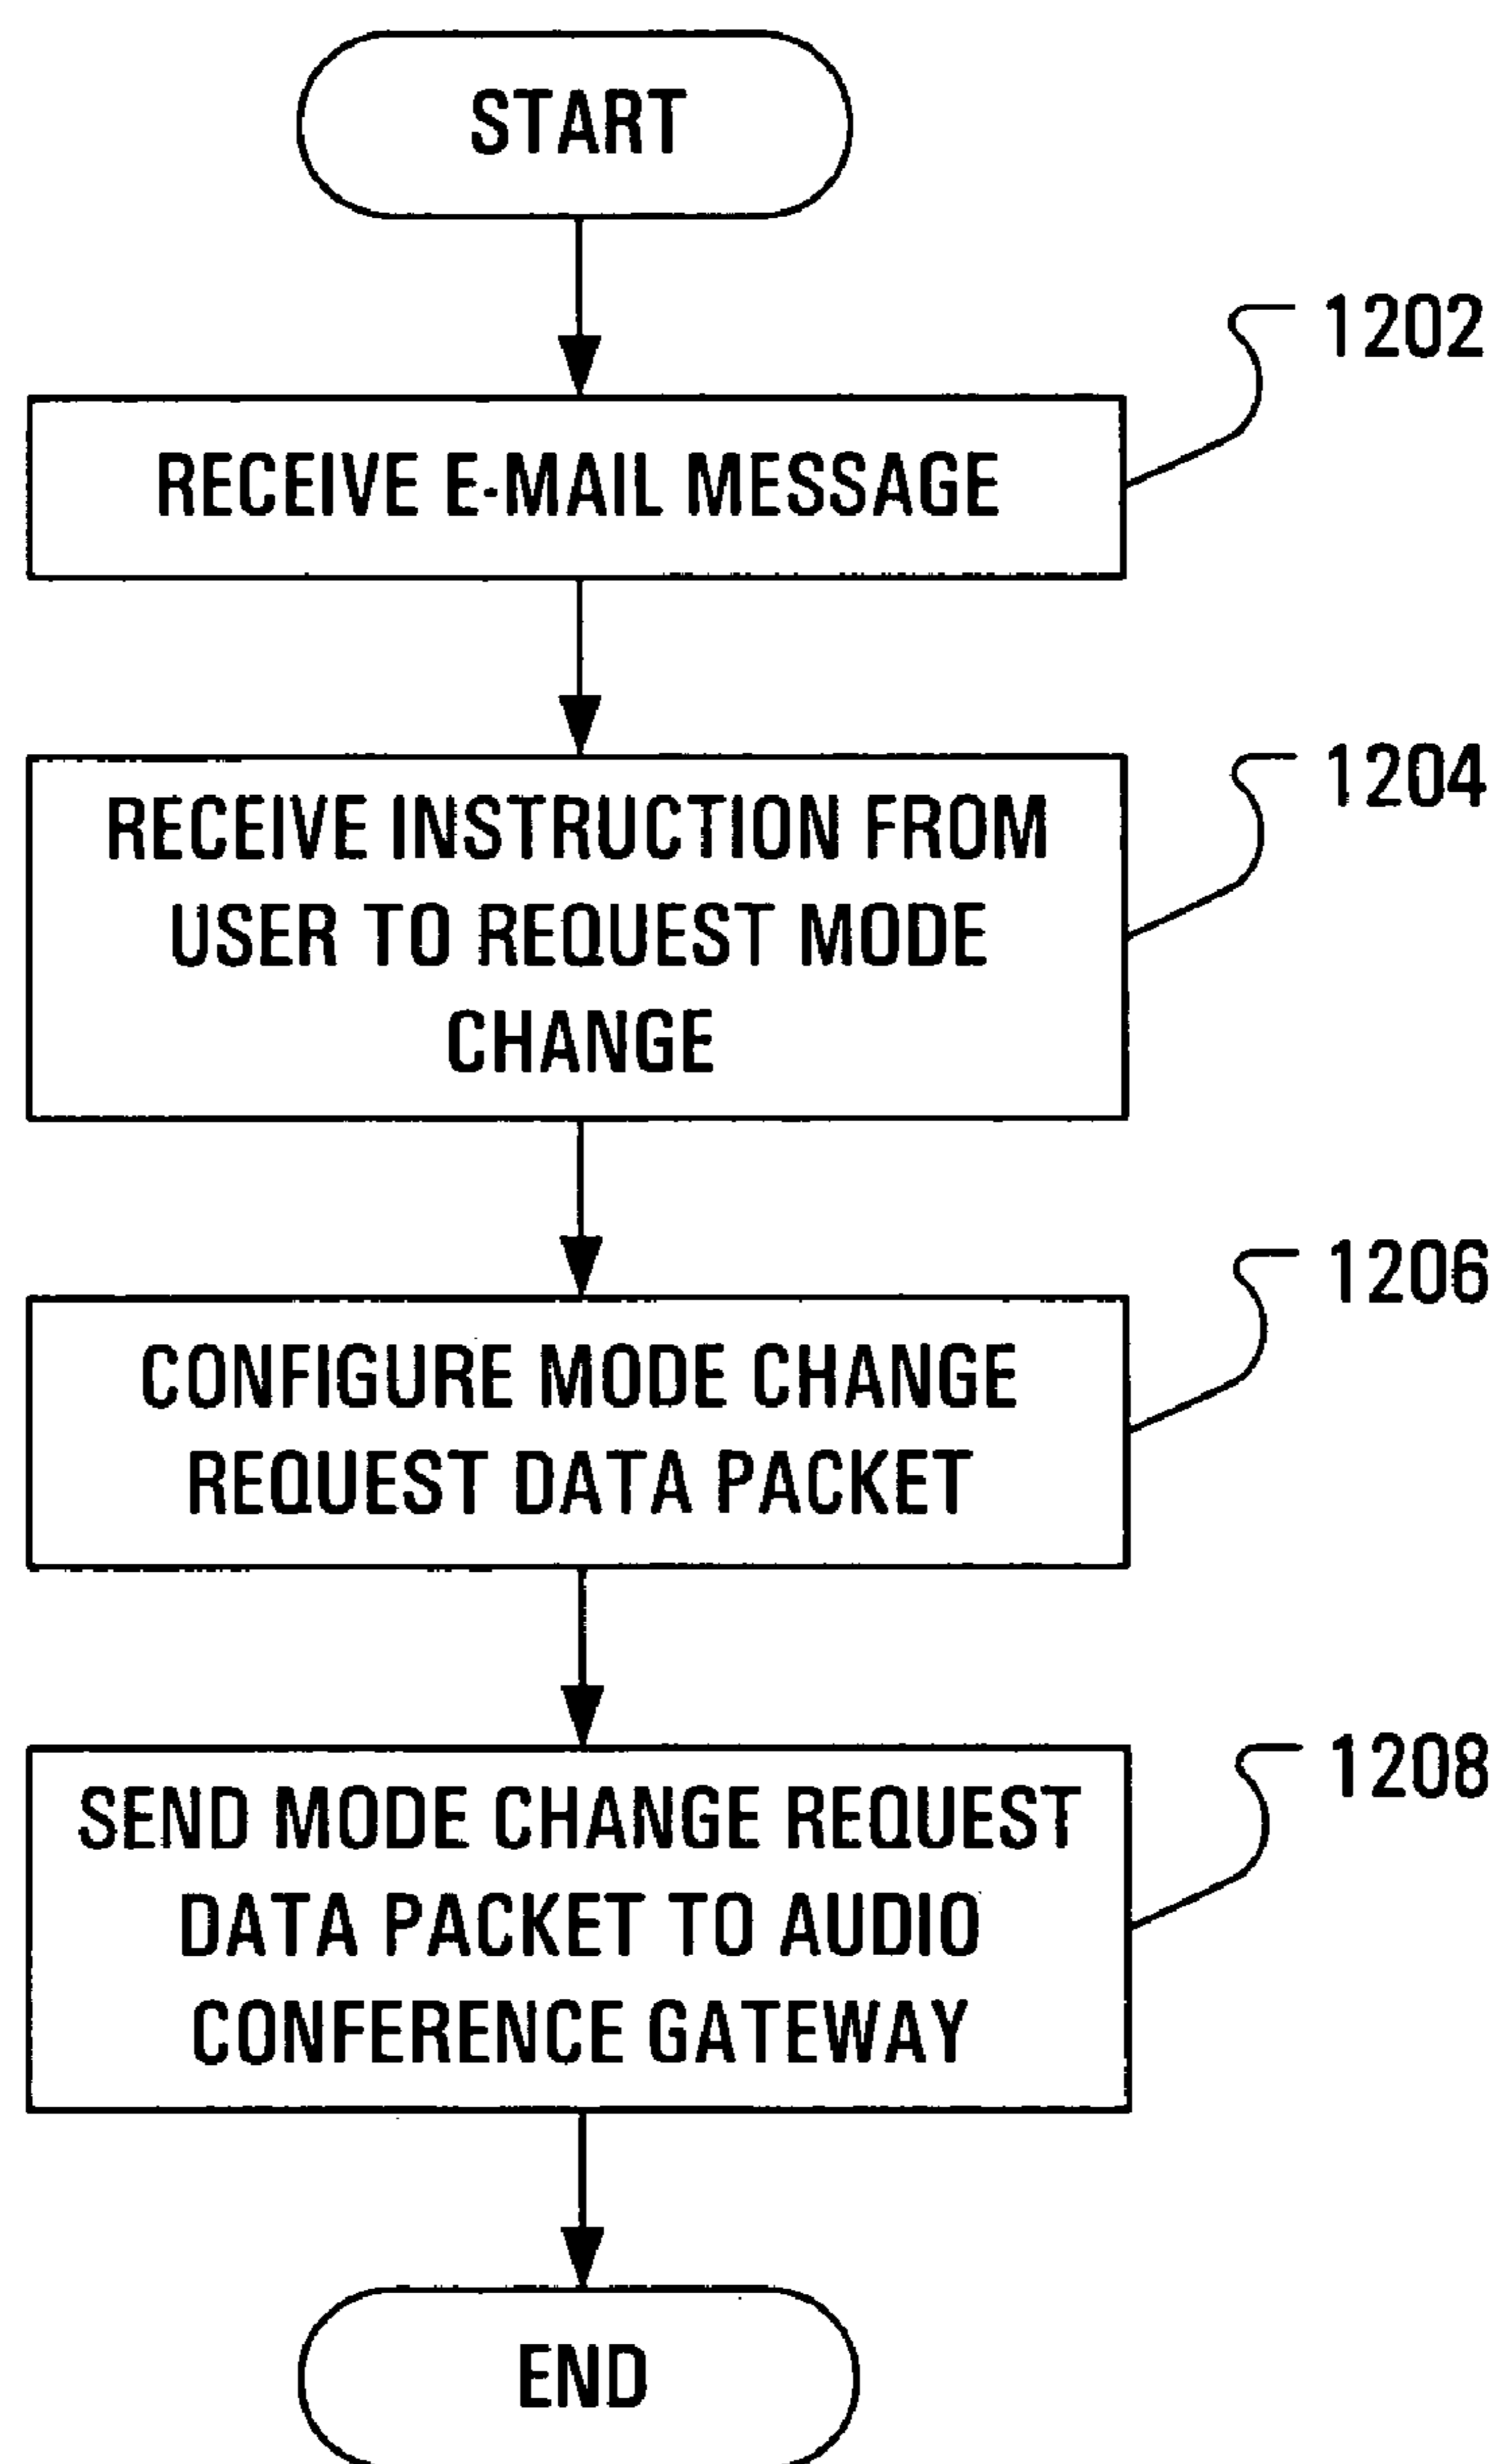 START
1202
RECEIVE E-MAIL MESSAGE
1204
RECEIVE INSTRUCTION FROM
USER TO REQUEST MODE
CHANGE
1206
CONFIGURE MODE CHANGE
REQUEST DATA PACKET
1208
SEND MODE CHANGE REQUEST
DATA PACKET TO AUDIO
CONFERENCE GATEWAY
END